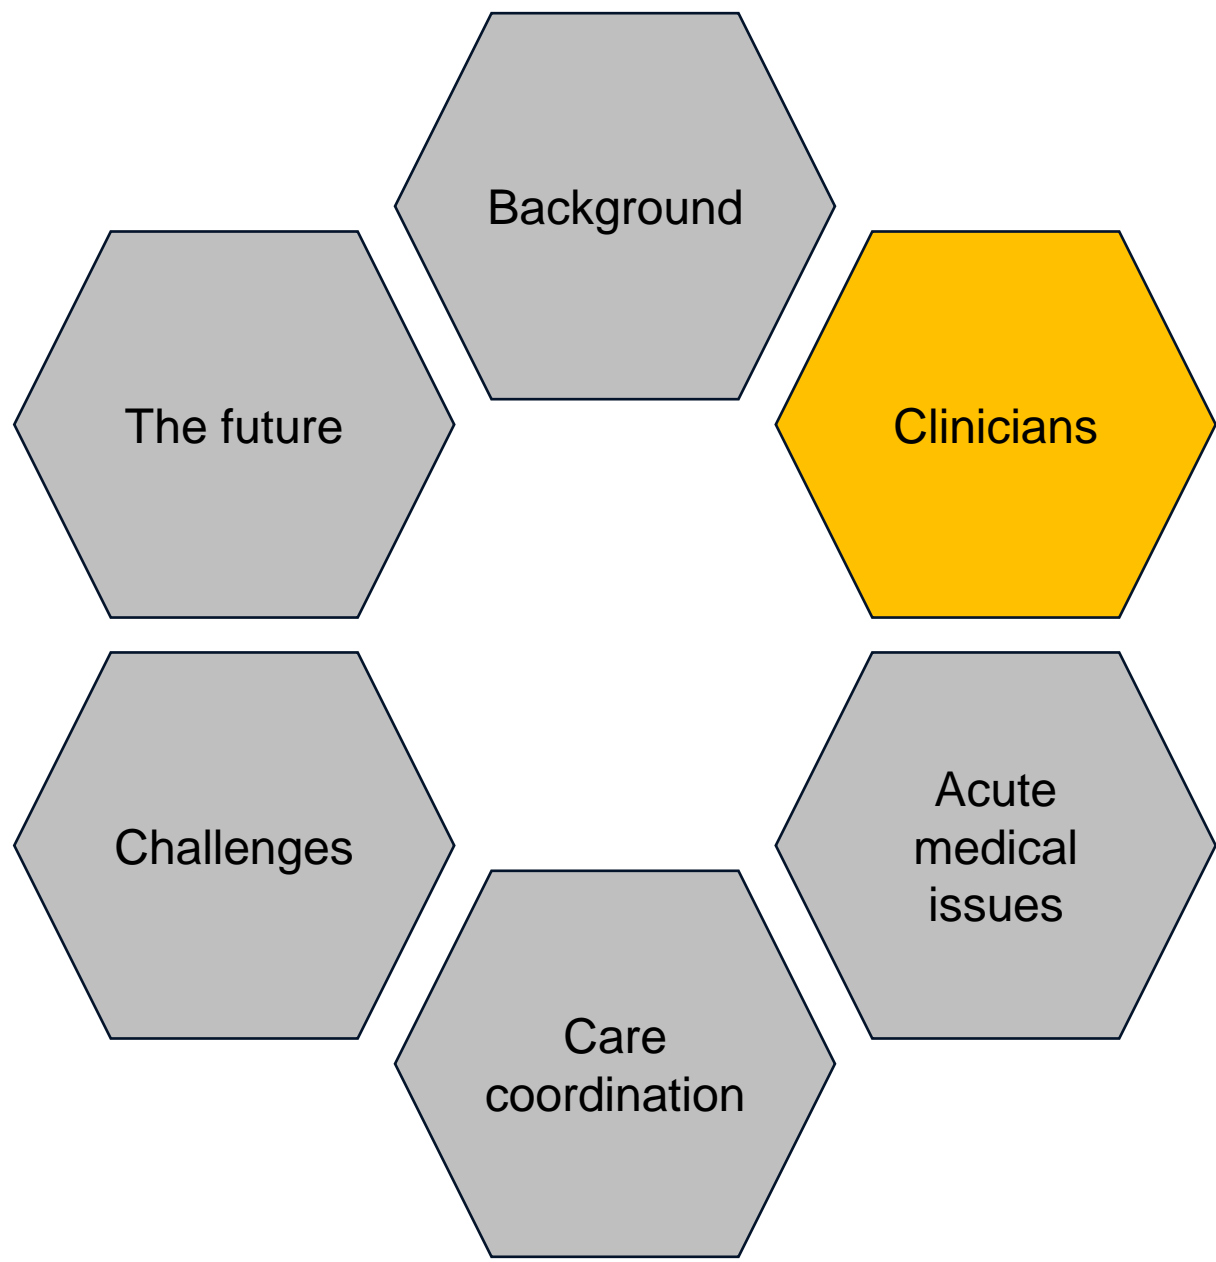 Background
Clinicians
Acute
medical
issues
Care
coordination
Challenges
The future